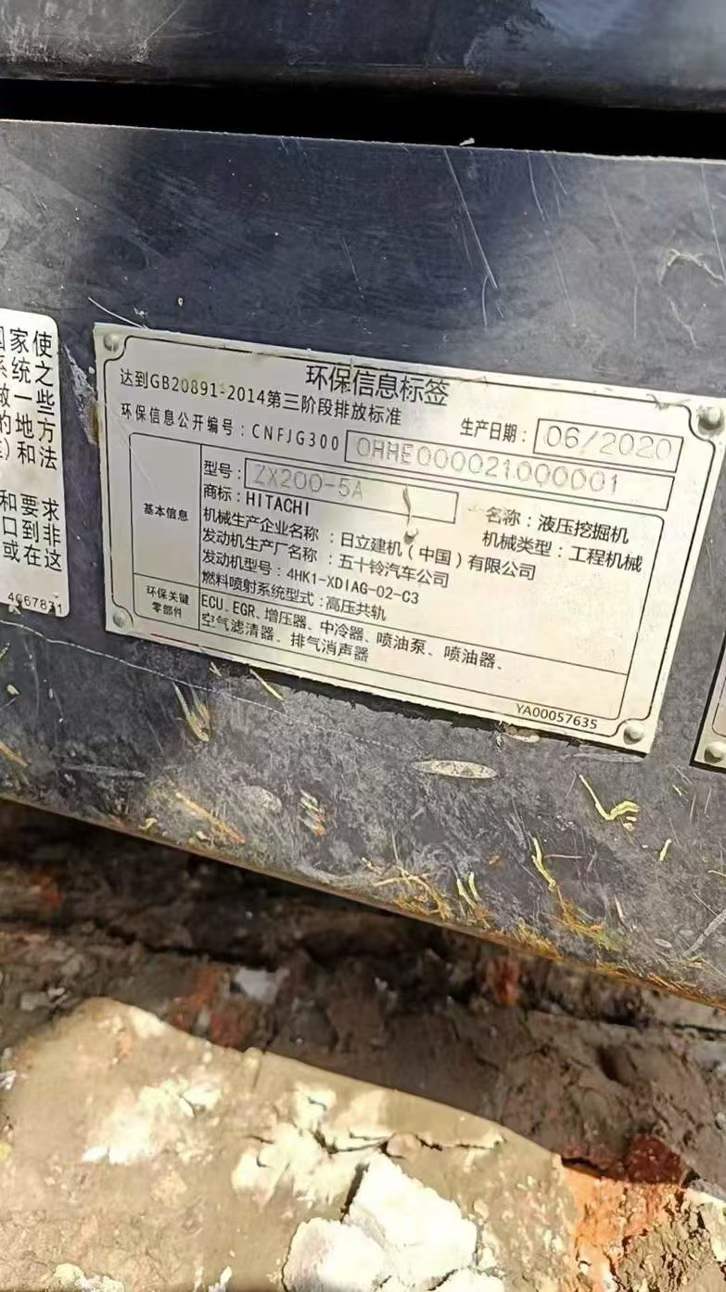 国家使
系统之
做一些
的地方
)和法
和要求
口到非
或在这
4667831
环保信息标签
达到GB20891-2014第三阶段排放标准
生产日期: 06/2020
环保信息公开编号: CNFJG300 0HHE000021000001
基本信息
型号: ZX200-5A
名称: 液压挖掘机
商标: HITACHI
机械类型: 工程机械
机械生产企业名称: 日立建机(中国)有限公司
发动机生产厂名称: 五十铃汽车公司
发动机型号: 4HK1-XDIAG-02-C3
燃料喷射系统型式: 高压共轨
环保关键
零部件
ECU、EGR、增压器、中冷器、喷油泵、喷油器、
空气滤清器、排气消声器
YA00057635